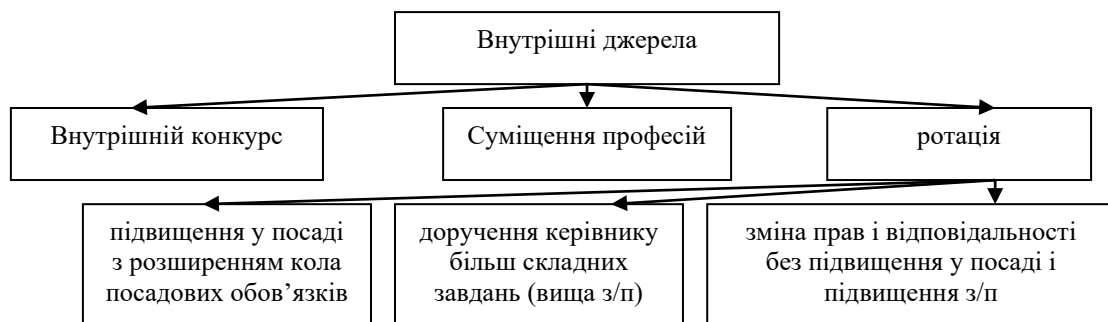 Внутрішні джерела
Внутрішній конкурс
Суміщення професій
ротація
підвищення у посаді
з розширенням кола
посадових обов’язків
доручення керівнику
більш складних
завдань (вища з/п)
зміна прав і відповідальності
без підвищення у посаді і
підвищення з/п